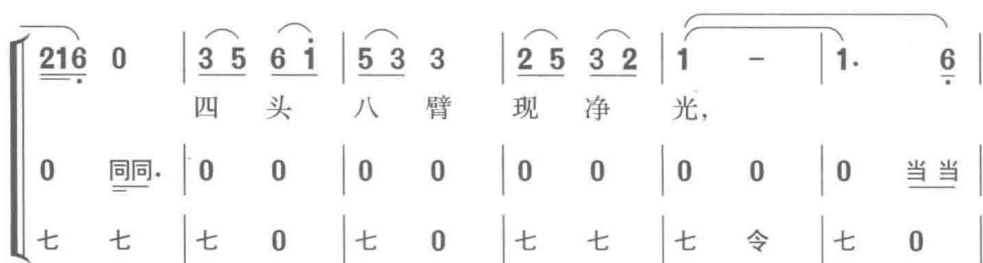 216 0 | 3 5 6 1 | 5 3 3 | 2 5 3 2 | 1 - | 1. 6 |
四 头 八 臂 现 净 光,
0 同同. | 0 0 | 0 0 | 0 0 | 0 0 | 0 当 当 |
七 七 | 七 0 | 七 0 | 七 七 | 七 令 | 七 0 |